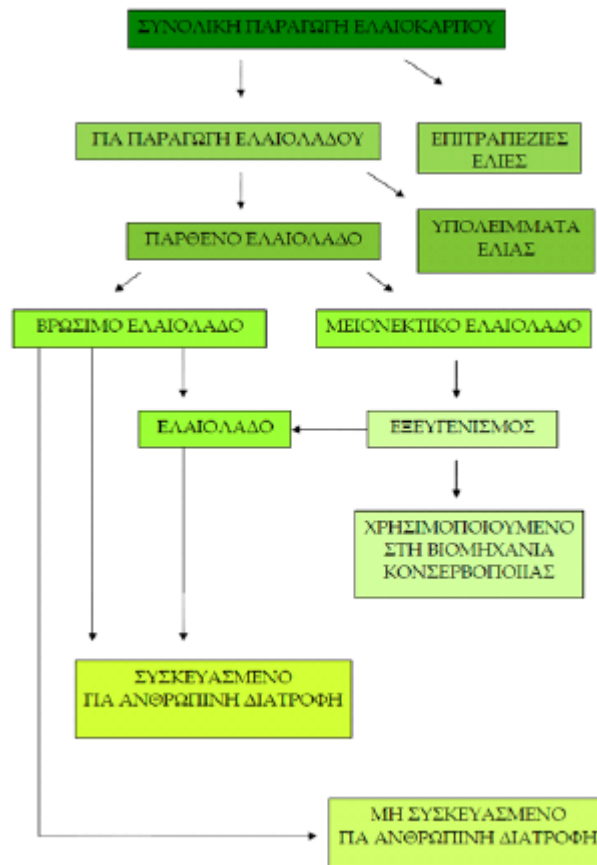 ΣΥΝΟΛΙΚΗ ΠΑΡΑΓΩΓΗ ΕΛΑΙΟΚΑΡΠΟΥ
ΓΙΑ ΠΑΡΑΓΩΓΗ ΕΛΑΙΟΛΑΔΟΥ
ΕΠΙΤΡΑΠΕΖΙΕΣ
ΕΛΙΕΣ
ΠΑΡΘΕΝΟ ΕΛΑΙΟΛΑΔΟ
ΥΠΟΛΕΙΜΜΑΤΑ
ΕΛΙΑΣ
ΒΡΩΣΙΜΟ ΕΛΑΙΟΛΑΔΟ
ΜΕΙΟΝΕΚΤΙΚΟ ΕΛΑΙΟΛΑΔΟ
ΕΛΑΙΟΛΑΔΟ
ΕΞΕΥΓΕΝΙΣΜΟΣ
ΧΡΗΣΙΜΟΠΟΙΟΥΜΕΝΟ
ΣΤΗ ΒΙΟΜΗΧΑΝΙΑ
ΚΟΝΣΕΡΒΟΠΟΙΙΑΣ
ΣΥΣΚΕΥΑΣΜΕΝΟ
ΓΙΑ ΑΝΘΡΩΠΙΝΗ ΔΙΑΤΡΟΦΗ
ΜΗ ΣΥΣΚΕΥΑΣΜΕΝΟ
ΓΙΑ ΑΝΘΡΩΠΙΝΗ ΔΙΑΤΡΟΦΗ